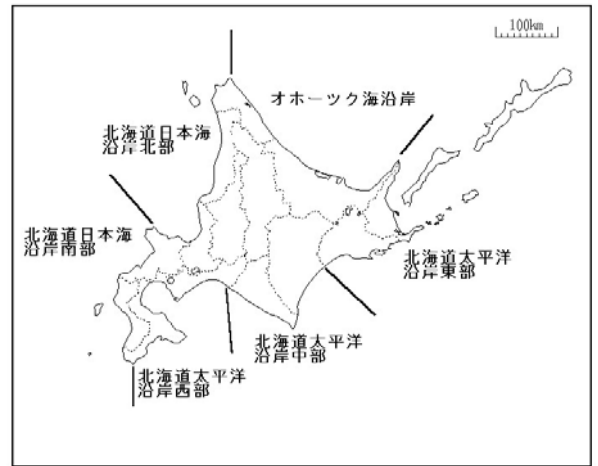 100km
オホーツク海沿岸
北海道日本海
沿岸北部
北海道日本海
沿岸南部
北海道太平洋
沿岸東部
北海道太平洋
沿岸中部
北海道太平洋
沿岸西部